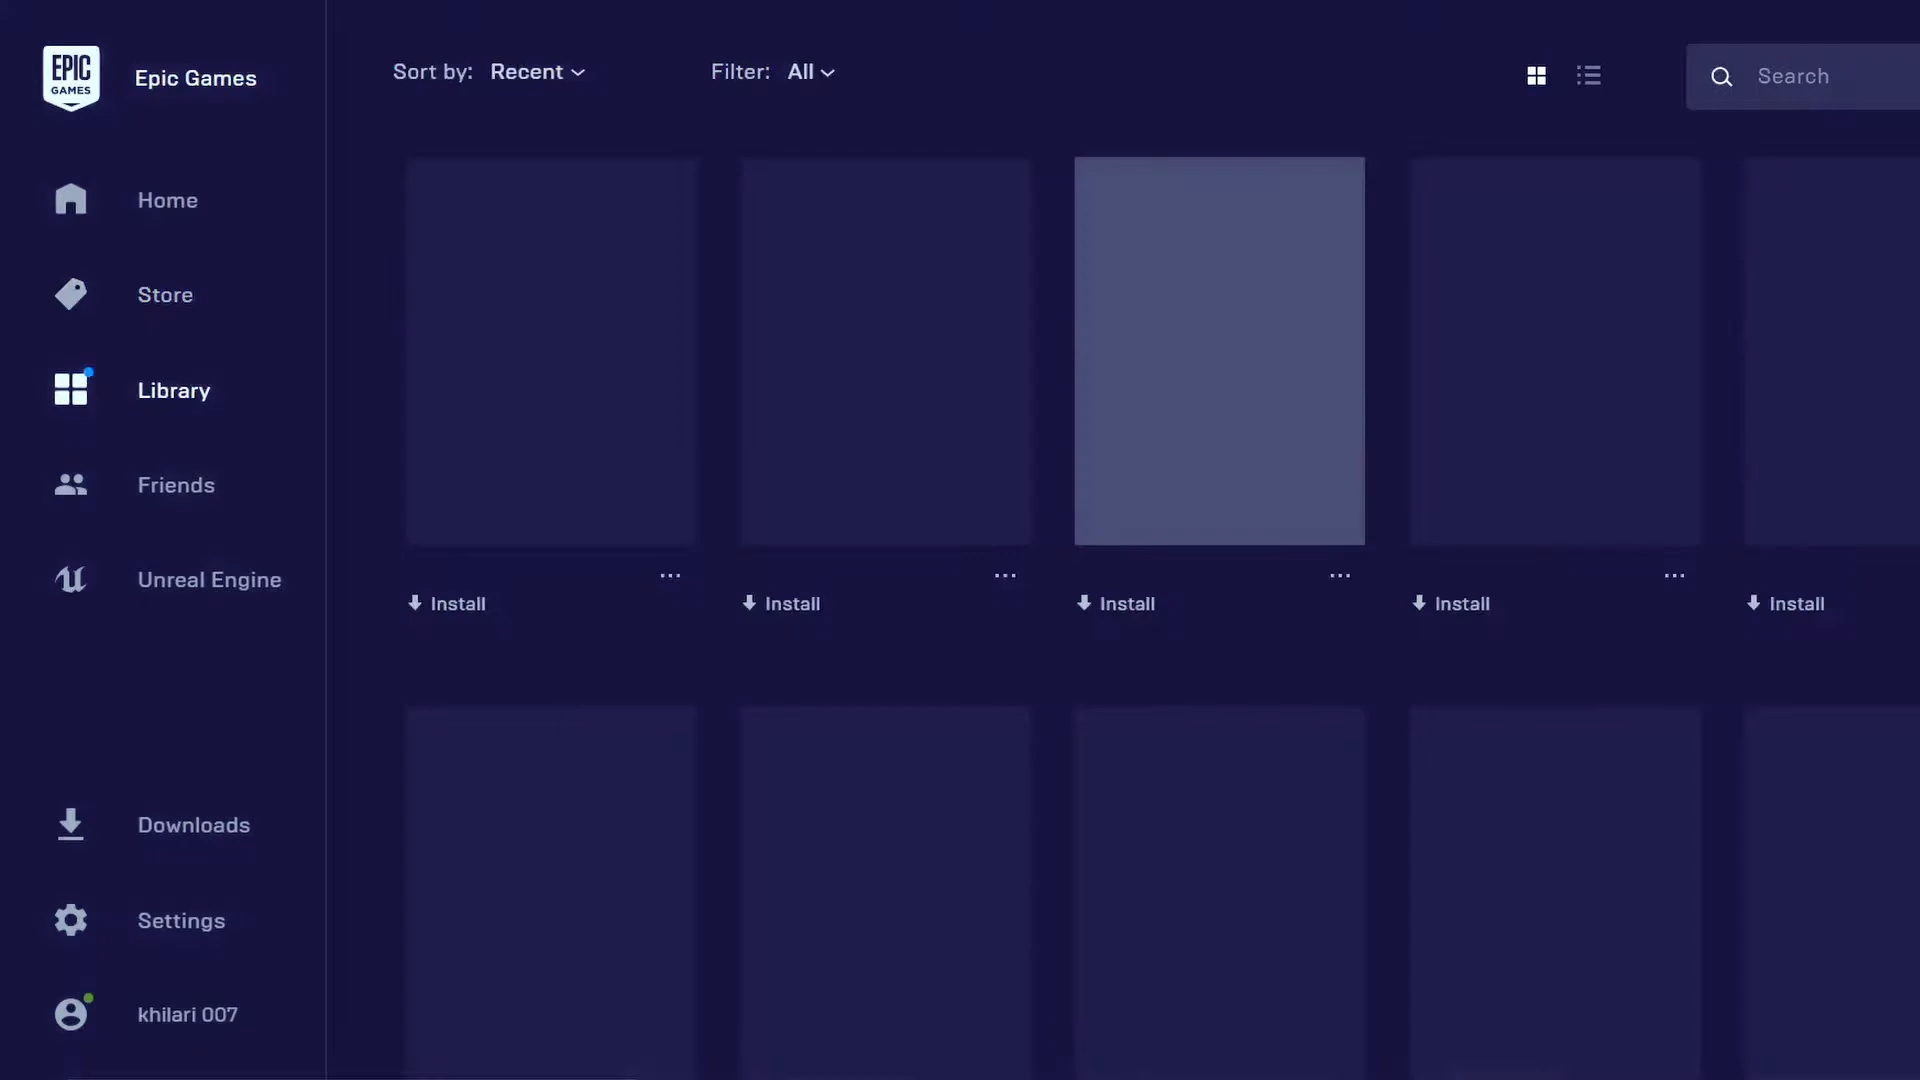 EPIC
GAMES
Epic Games
Sort by: Recent
Filter: All
Search
Home
Store
Library
Friends
Unreal Engine
Install
Install
Install
Install
Install
Downloads
Settings
khilari 007